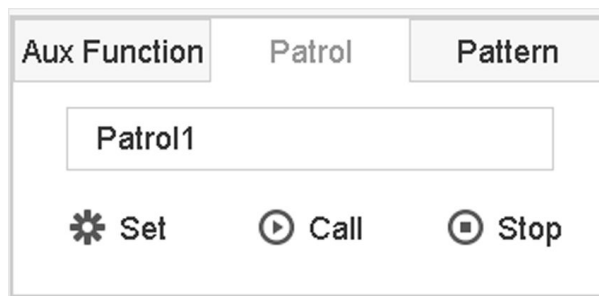 Aux Function Patrol Pattern
Patrol1
Set Call Stop